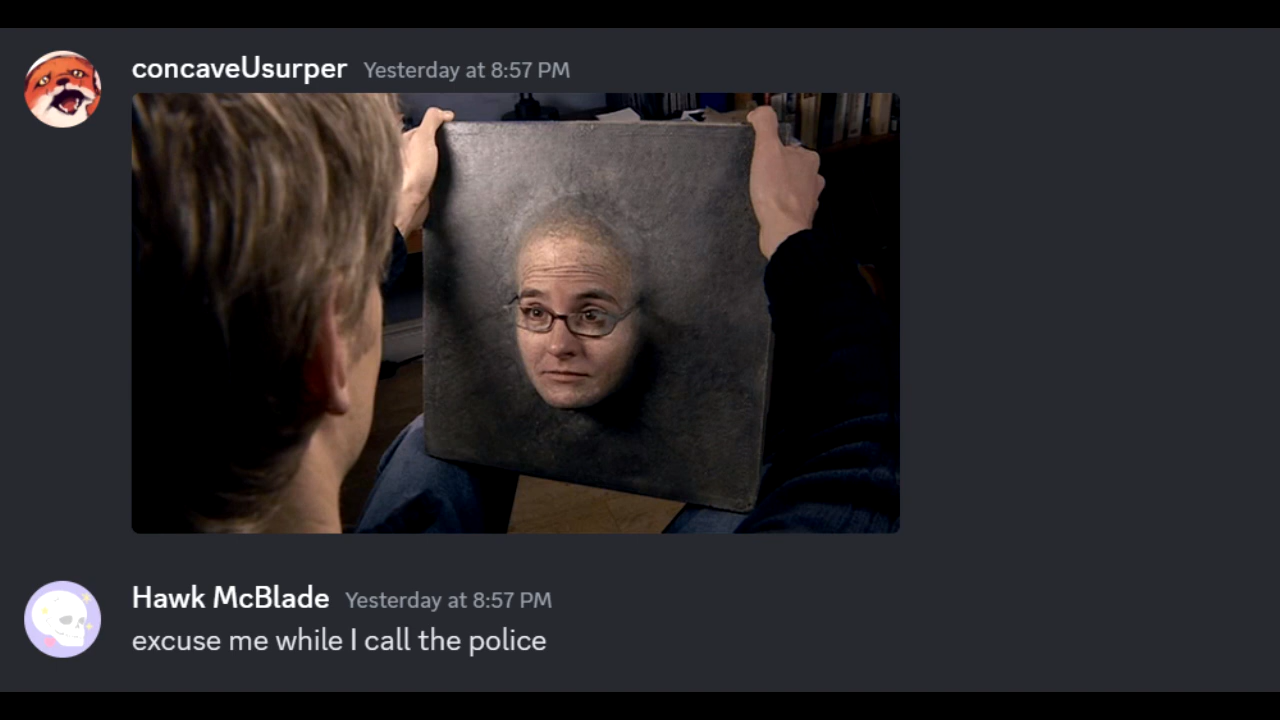 concaveUsurper Yesterday at 8:57 PM
Hawk McBlade Yesterday at 8:57 PM
excuse me while I call the police